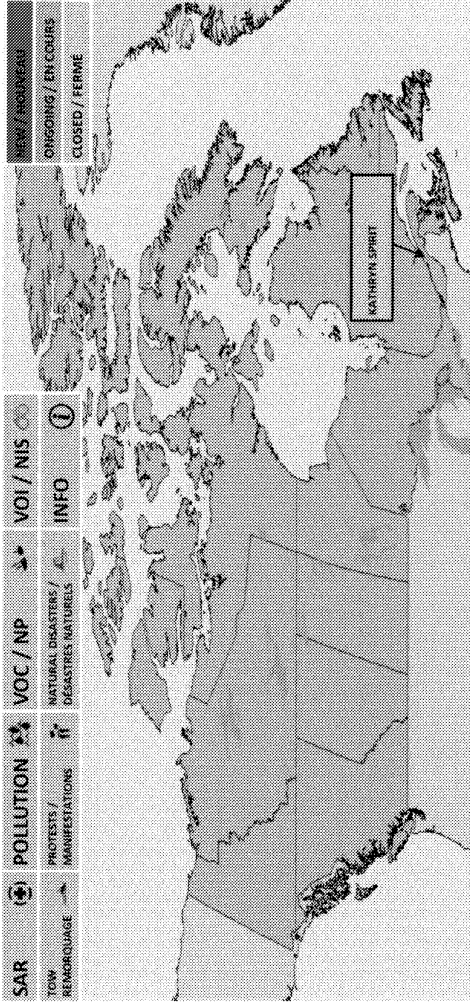 SAR
POLLUTION
VOC / NP
VOI / NIS
TOW
REMORQUAGE
PROTESTS /
MANIFESTATIONS
NATURAL DISASTERS /
DÉSASTRES NATURELS
INFO
NEW / NOUVEAU
ONGOING / EN COURS
CLOSED / FERMÉ
KATHRYN SPIRIT